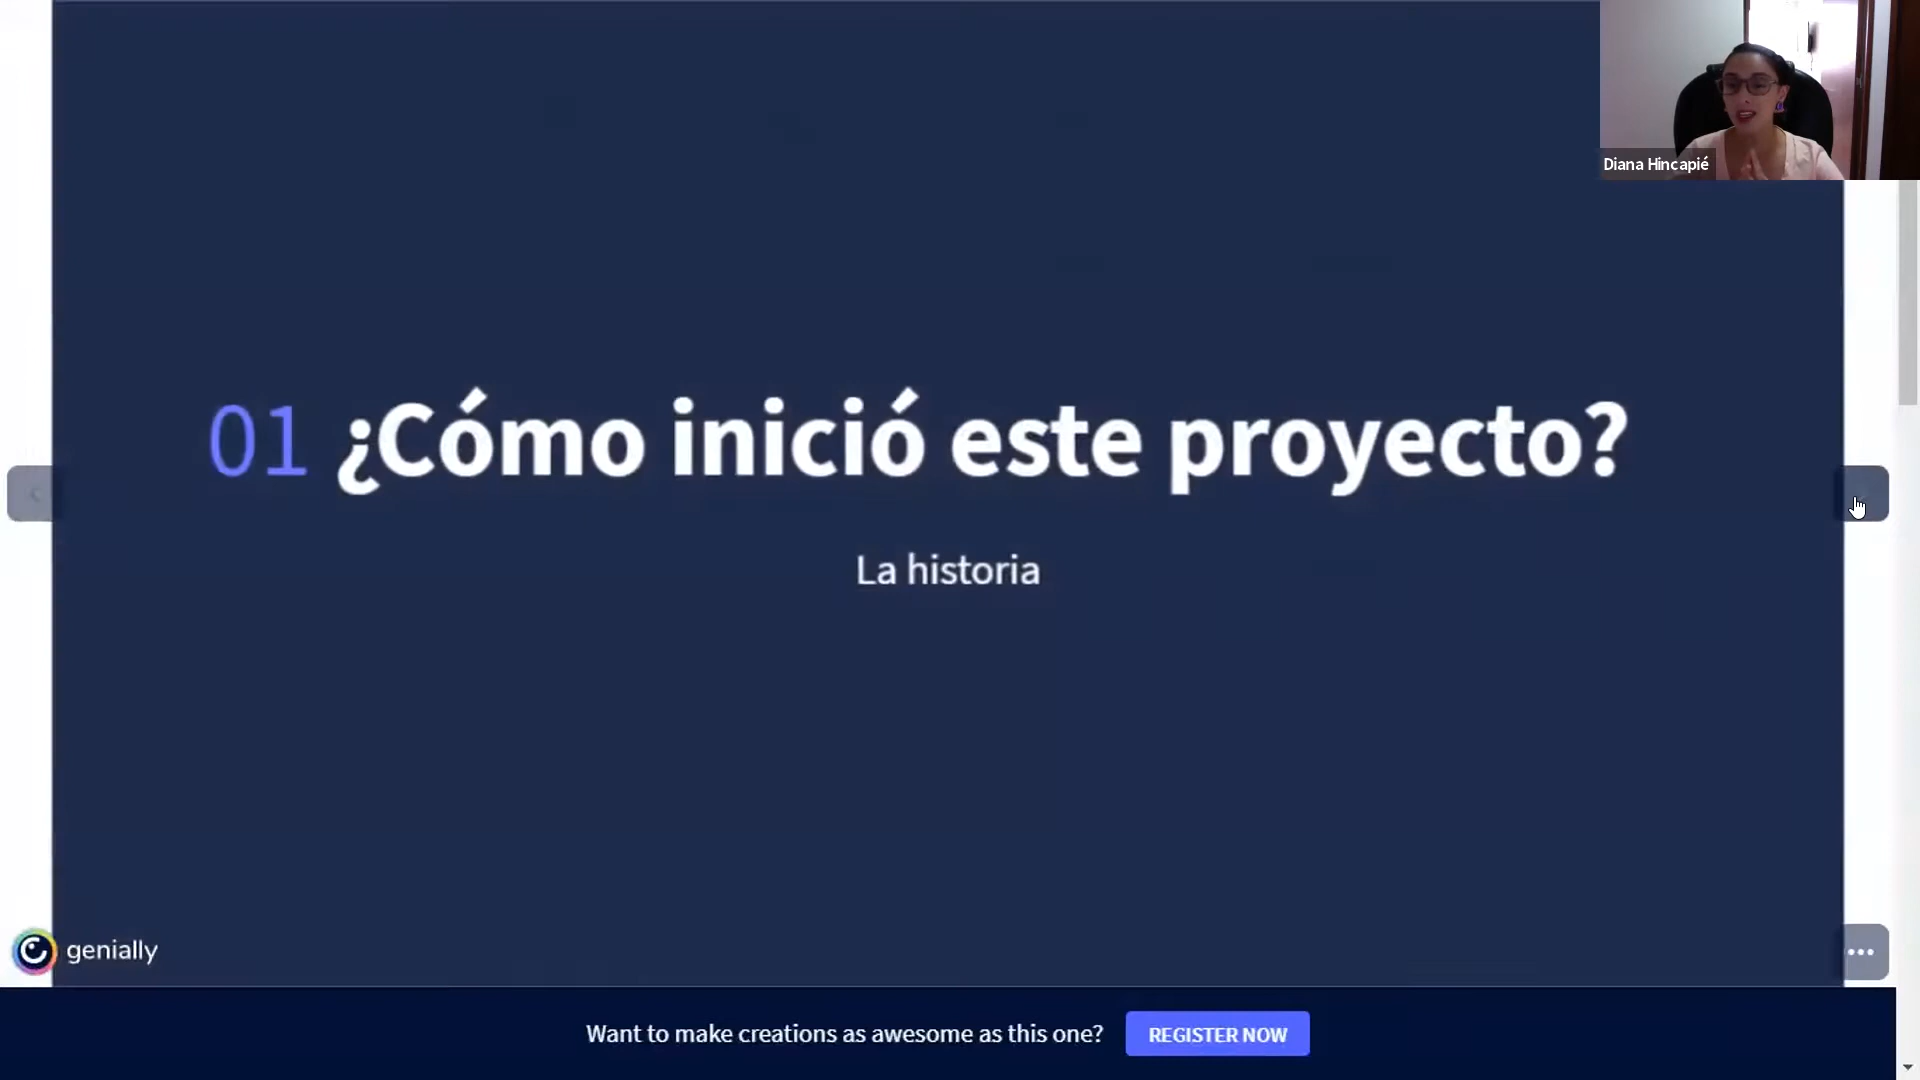 Diana Hincapié
01 ¿Cómo inició este proyecto?
La historia
genially
Want to make creations as awesome as this one?
REGISTER NOW